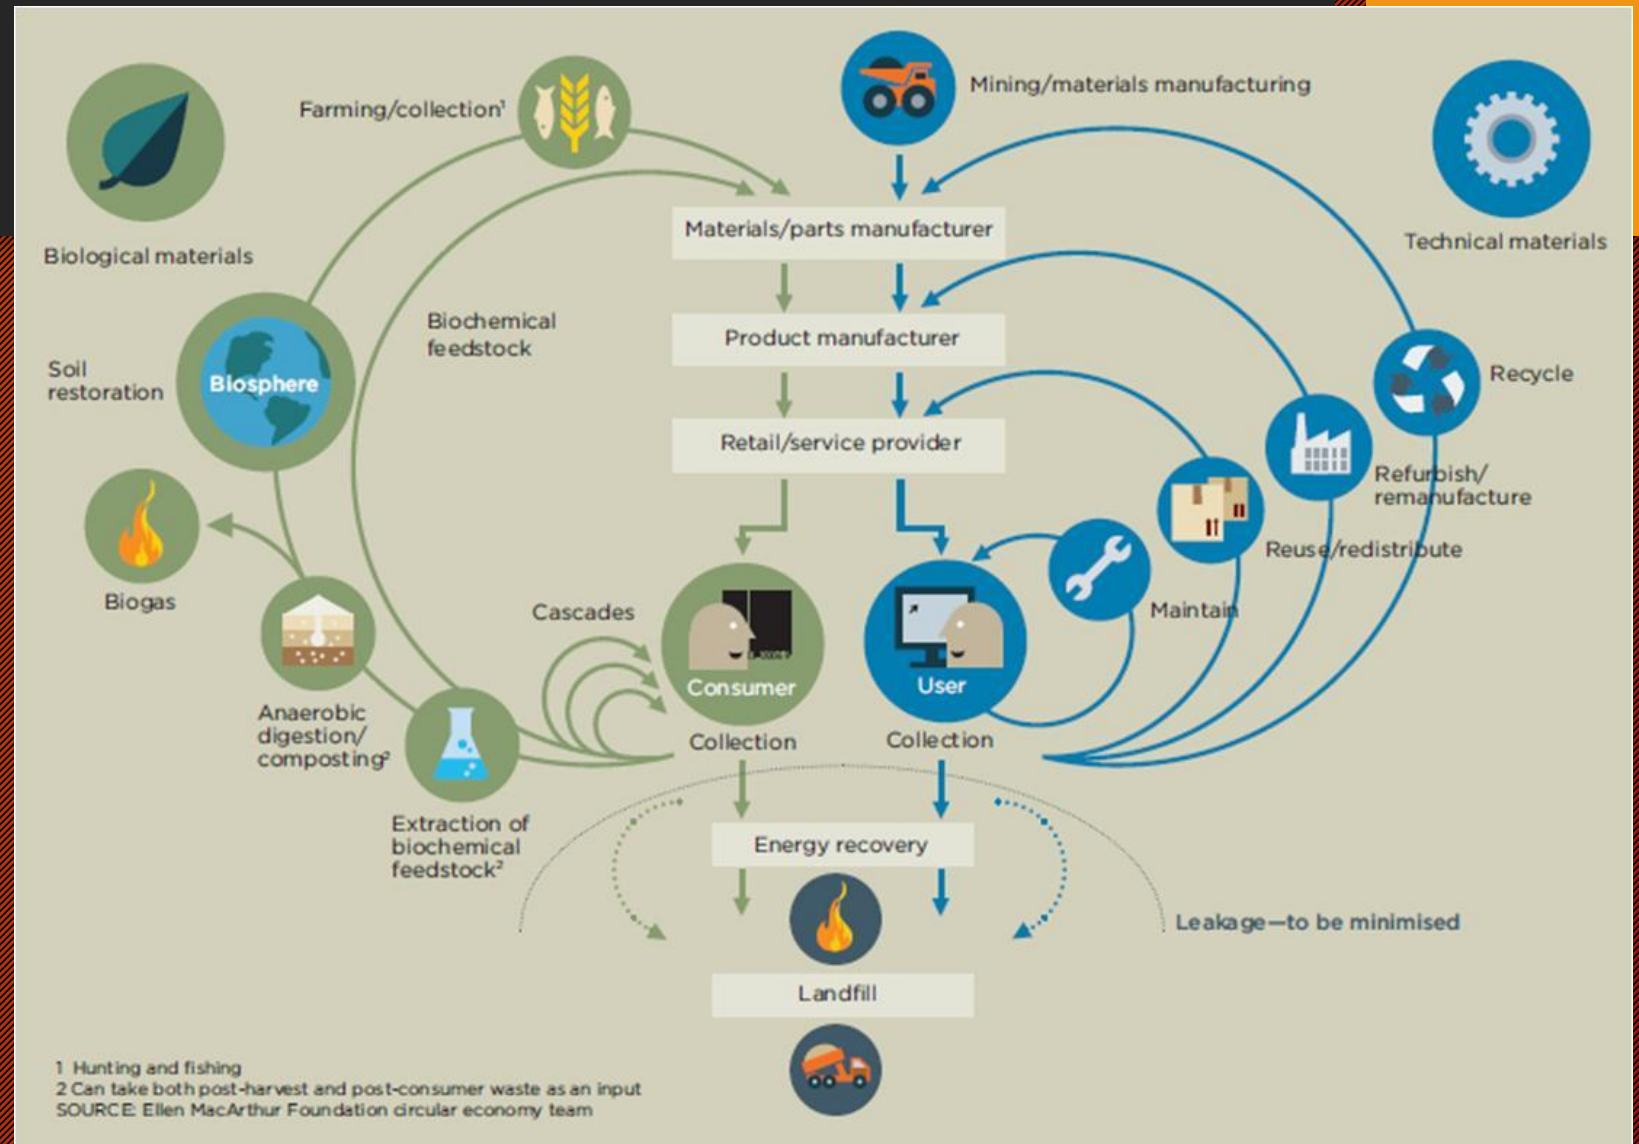 Farming/collection¹
Mining/materials manufacturing
Biological materials
Technical materials
Materials/parts manufacturer
Biochemical
feedstock
Product manufacturer
Soil
restoration
Biosphere
Recycle
Retail/service provider
Refurbish/
remanufacture
Reuse/redistribute
Biogas
Cascades
Maintain
Consumer
User
Anaerobic
digestion/
composting²
Collection
Collection
Extraction of
biochemical
feedstock²
Energy recovery
Leakage—to be minimised
Landfill
1 Hunting and fishing
2 Can take both post-harvest and post-consumer waste as an input
SOURCE: Ellen MacArthur Foundation circular economy team